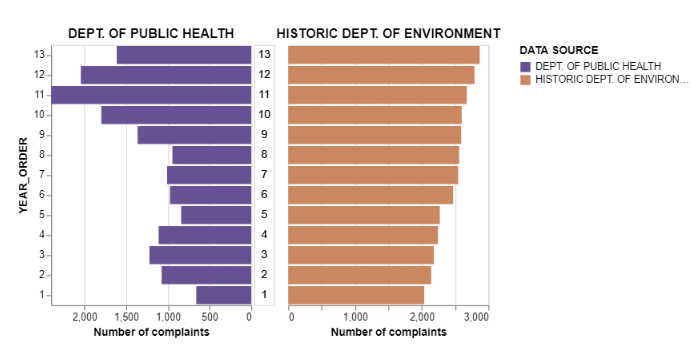 DEPT. OF PUBLIC HEALTH HISTORIC DEPT. OF ENVIRONMENT
YEAR_ORDER
13 13
12 12
11 11
10 10
9 9
8 8
7 7
6 6
5 5
4 4
3 3
2 2
1 1
2,000 1,500 1,000 500 0 0 1,000 2,000 3,000
Number of complaints Number of complaints
DATA SOURCE
DEPT. OF PUBLIC HEALTH
HISTORIC DEPT. OF ENVIRON…